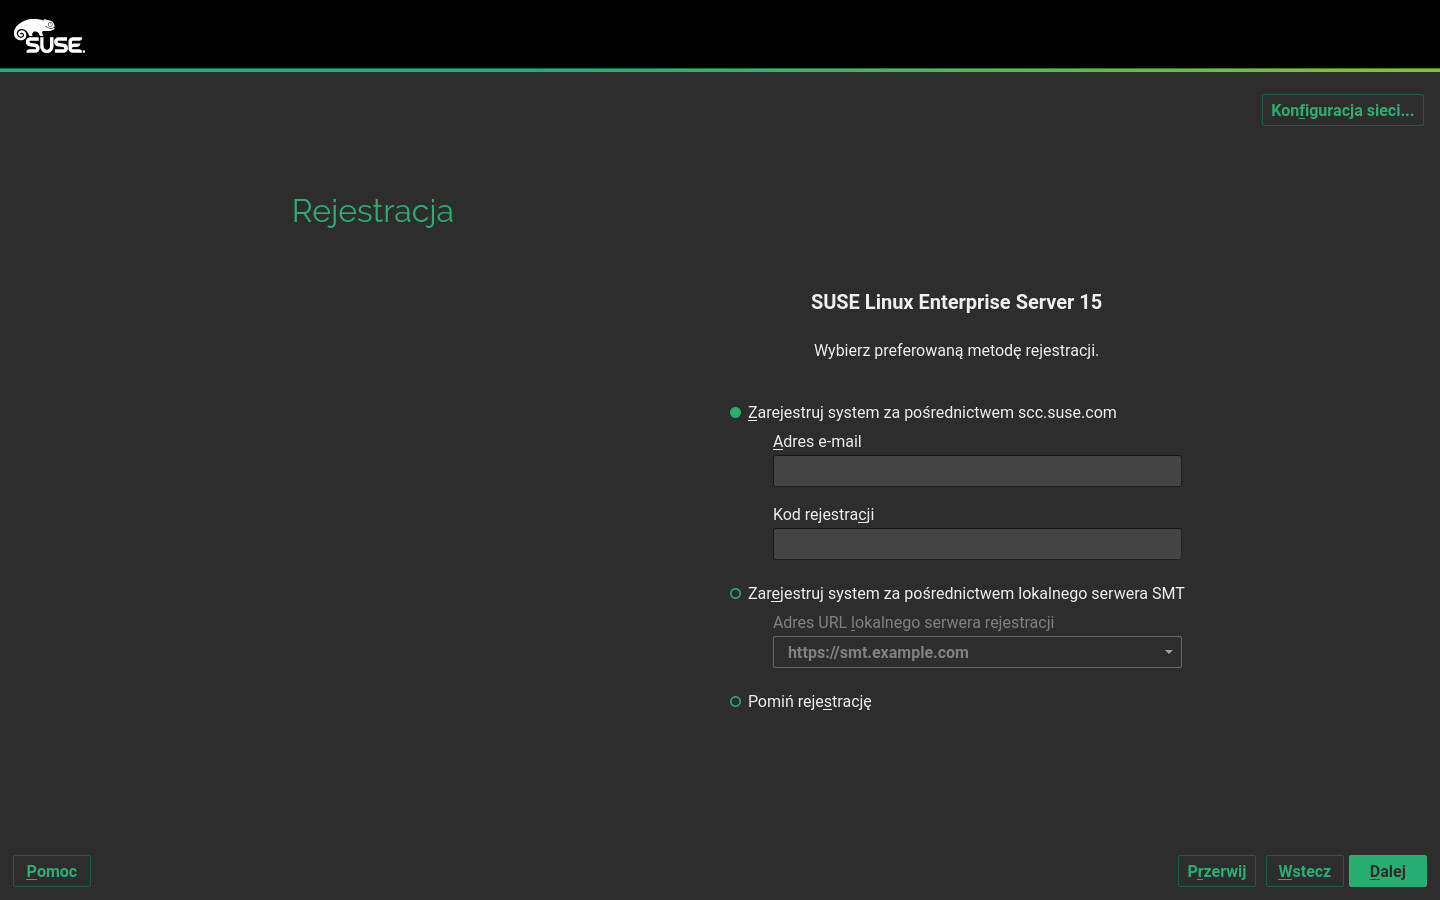 SUSE
Konfiguracja sieci...
Rejestracja
SUSE Linux Enterprise Server 15
Wybierz preferowaną metodę rejestracji.
Zarejestruj system za pośrednictwem scc.suse.com
Adres e-mail
Kod rejestracji
Zarejestruj system za pośrednictwem lokalnego serwera SMT
Adres URL lokalnego serwera rejestracji
https://smt.example.com
Pomiń rejestrację
Pomoc
Przerwij
Wstecz
Dalej